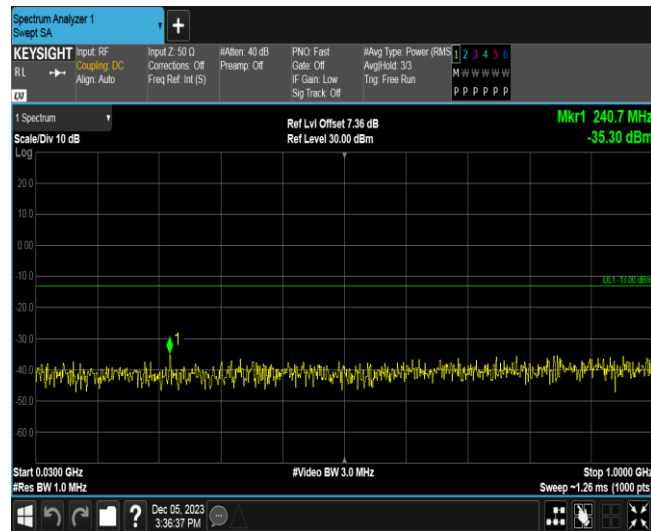 Spectrum Analyzer 1
Swept SA
+
KEYSIGHT
RL
LXI
Input: RF
Coupling: DC
Align: Auto
Input Z: 50 Ω
Corrections: Off
Freq Ref: Int (S)
#Atten: 40 dB
Preamp: Off
PNO: Fast
Gate: Off
IF Gain: Low
Sig Track: Off
#Avg Type: Power (RMS
Avg|Hold: 3/3
Trig: Free Run
1 2 3 4 5 6
M W W W W W
P P P P P P
1 Spectrum
Scale/Div 10 dB
Log
Ref Lvl Offset 7.36 dB
Ref Level 30.00 dBm
Mkr1 240.7 MHz
-35.30 dBm
20.0
10.0
0.00
-10.0
DL1 -13.00 dBm
-20.0
-30.0
1
-40.0
-50.0
-60.0
Start 0.0300 GHz
#Res BW 1.0 MHz
#Video BW 3.0 MHz
Stop 1.0000 GHz
Sweep ~1.26 ms (1000 pts)
?
Dec 05, 2023
3:36:37 PM